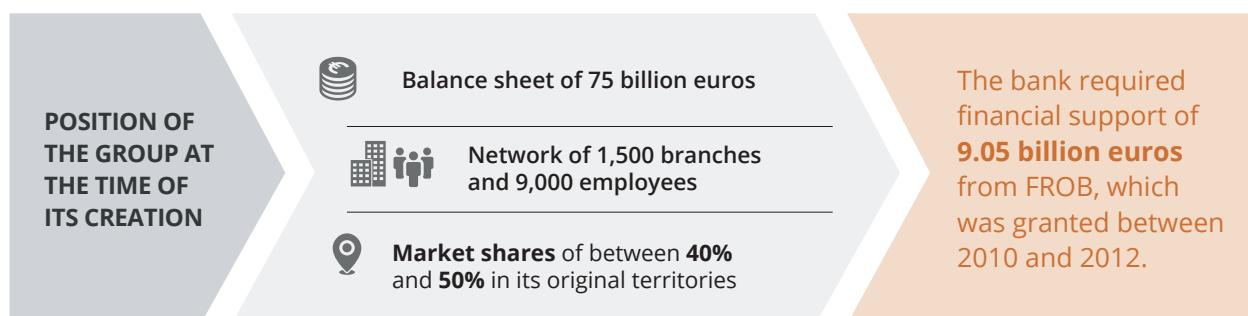 POSITION OF
THE GROUP AT
THE TIME OF
ITS CREATION
Balance sheet of 75 billion euros
Network of 1,500 branches
and 9,000 employees
Market shares of between 40%
and 50% in its original territories
The bank required
financial support of
9.05 billion euros
from FROB, which
was granted between
2010 and 2012.